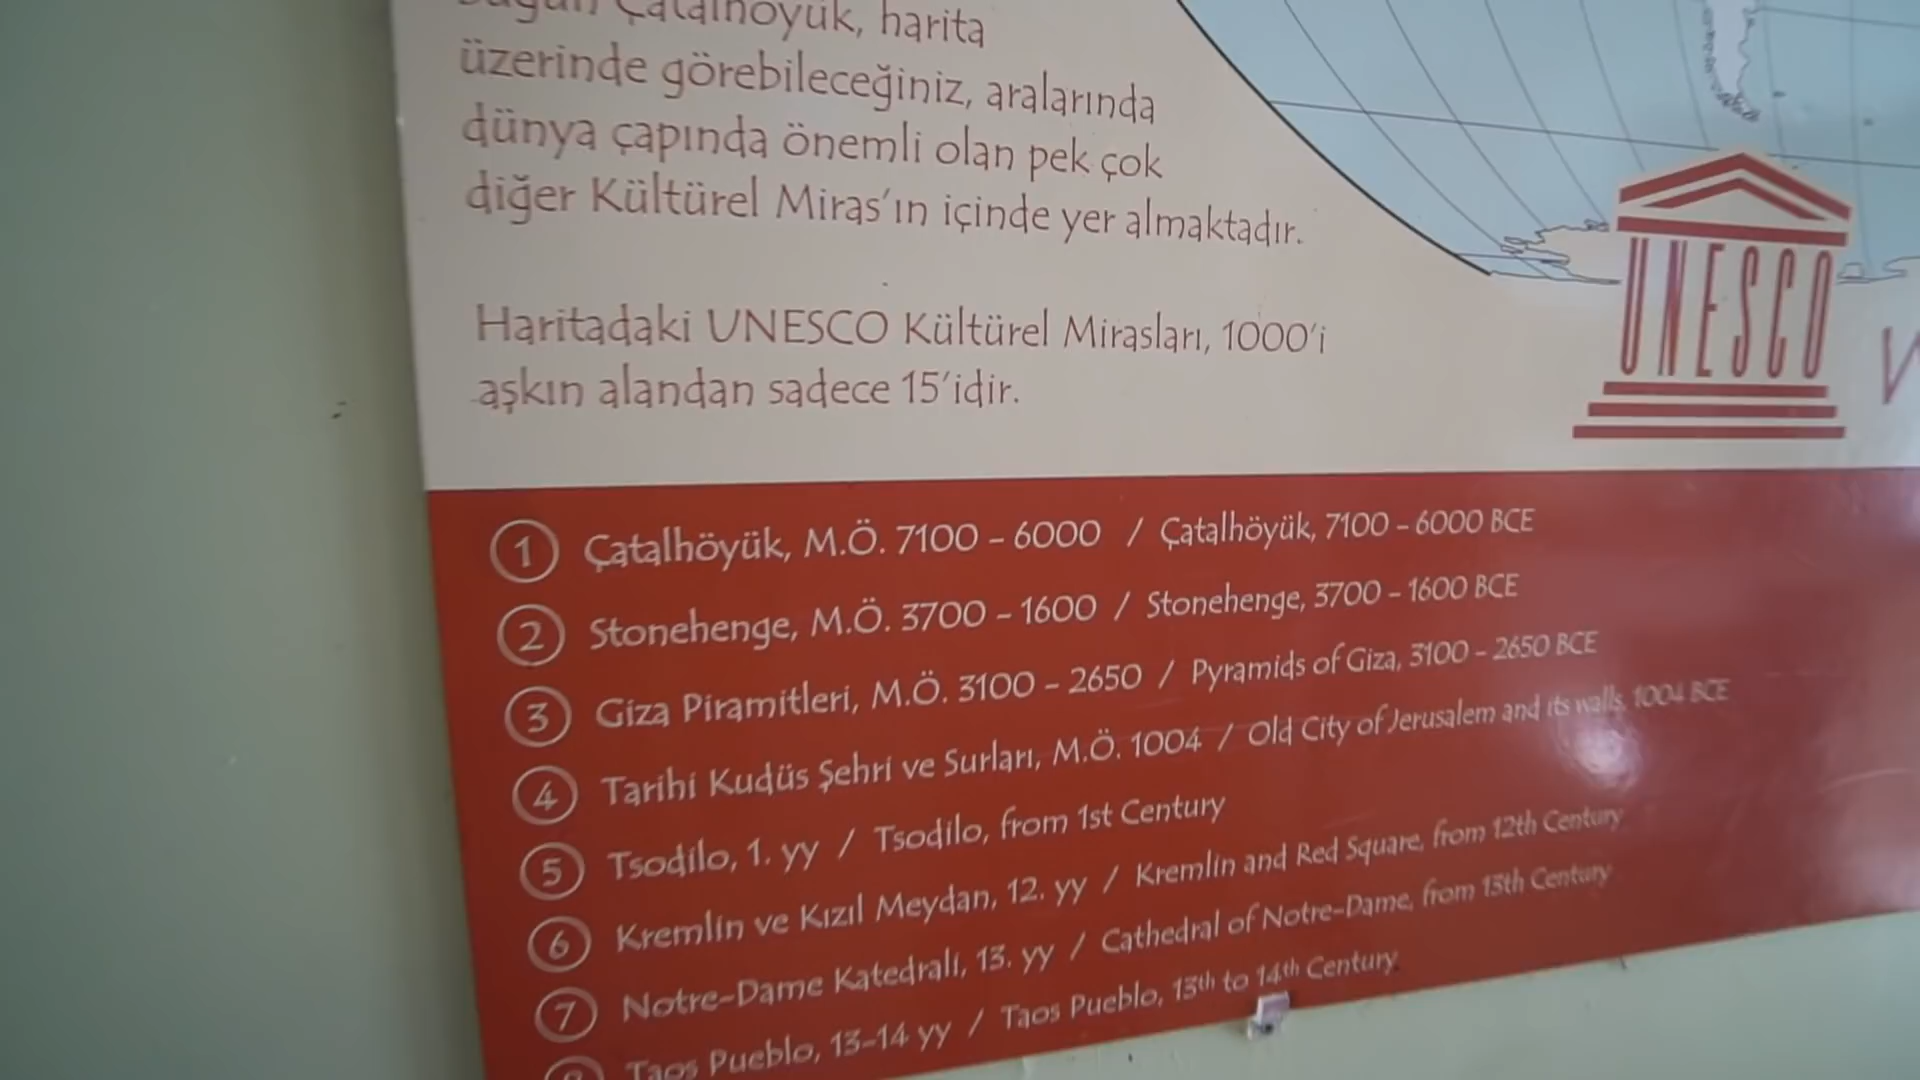 Bugün Çatalhöyük, harita
üzerinde görebileceğiniz, aralarında
dünya çapında önemli olan pek çok
diğer Kültürel Miras'ın içinde yer almaktadır.
Haritadaki UNESCO Kültürel Mirasları, 1000'i
aşkın alandan sadece 15'idir.
UNESCO
1 Çatalhöyük, M.Ö. 7100 – 6000 / Çatalhöyük, 7100 – 6000 BCE
2 Stonehenge, M.Ö. 3700 – 1600 / Stonehenge, 3700 – 1600 BCE
3 Giza Piramitleri, M.Ö. 3100 – 2650 / Pyramids of Giza, 3100 – 2650 BCE
4 Tarihi Kudüs Şehri ve Surları, M.Ö. 1004 / Old City of Jerusalem and its walls, 1004 BCE
5 Tsodilo, 1. yy / Tsodilo, from 1st Century
6 Kremlin ve Kızıl Meydan, 12. yy / Kremlin and Red Square, from 12th Century
7 Notre-Dame Katedrali, 13. yy / Cathedral of Notre-Dame, from 13th Century
8 Taos Pueblo, 13-14 yy / Taos Pueblo, 13th to 14th Century